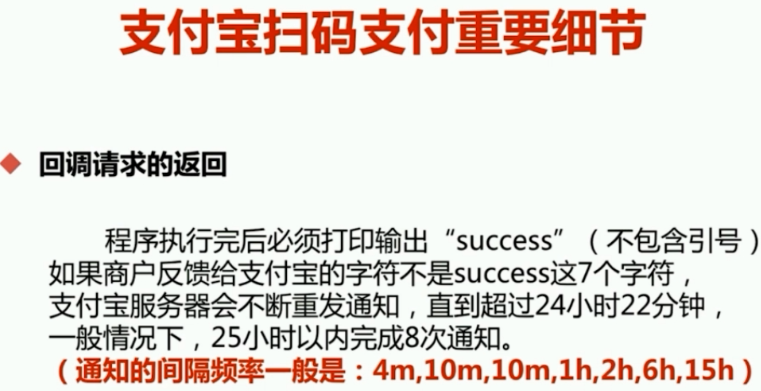 支付宝扫码支付重要细节
回调请求的返回
程序执行完后必须打印输出“success”（不包含引号）
如果商户反馈给支付宝的字符不是success这7个字符，
支付宝服务器会不断重发通知，直到超过24小时22分钟，
一般情况下，25小时以内完成8次通知。
（通知的间隔频率一般是：4m,10m,10m,1h,2h,6h,15h）